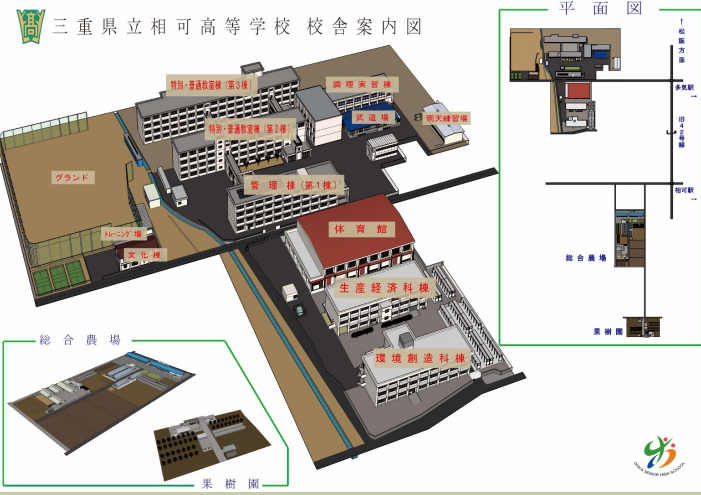 三重県立相可高等学校 校舎案内図
特別・普通教室棟(第3棟)
調理実習棟
特別・普通教室棟(第2棟)
武道場
雨天練習場
グランド
管理棟(第1棟)
トレーニング場
文化棟
体育館
生産経済科棟
環境創造科棟
総合農場
果樹園
平面図
↑松阪方面
多気駅
→
旧42号線
相可駅
→
総合農場
果樹園
OHKA SENIOR HIGH SCHOOL